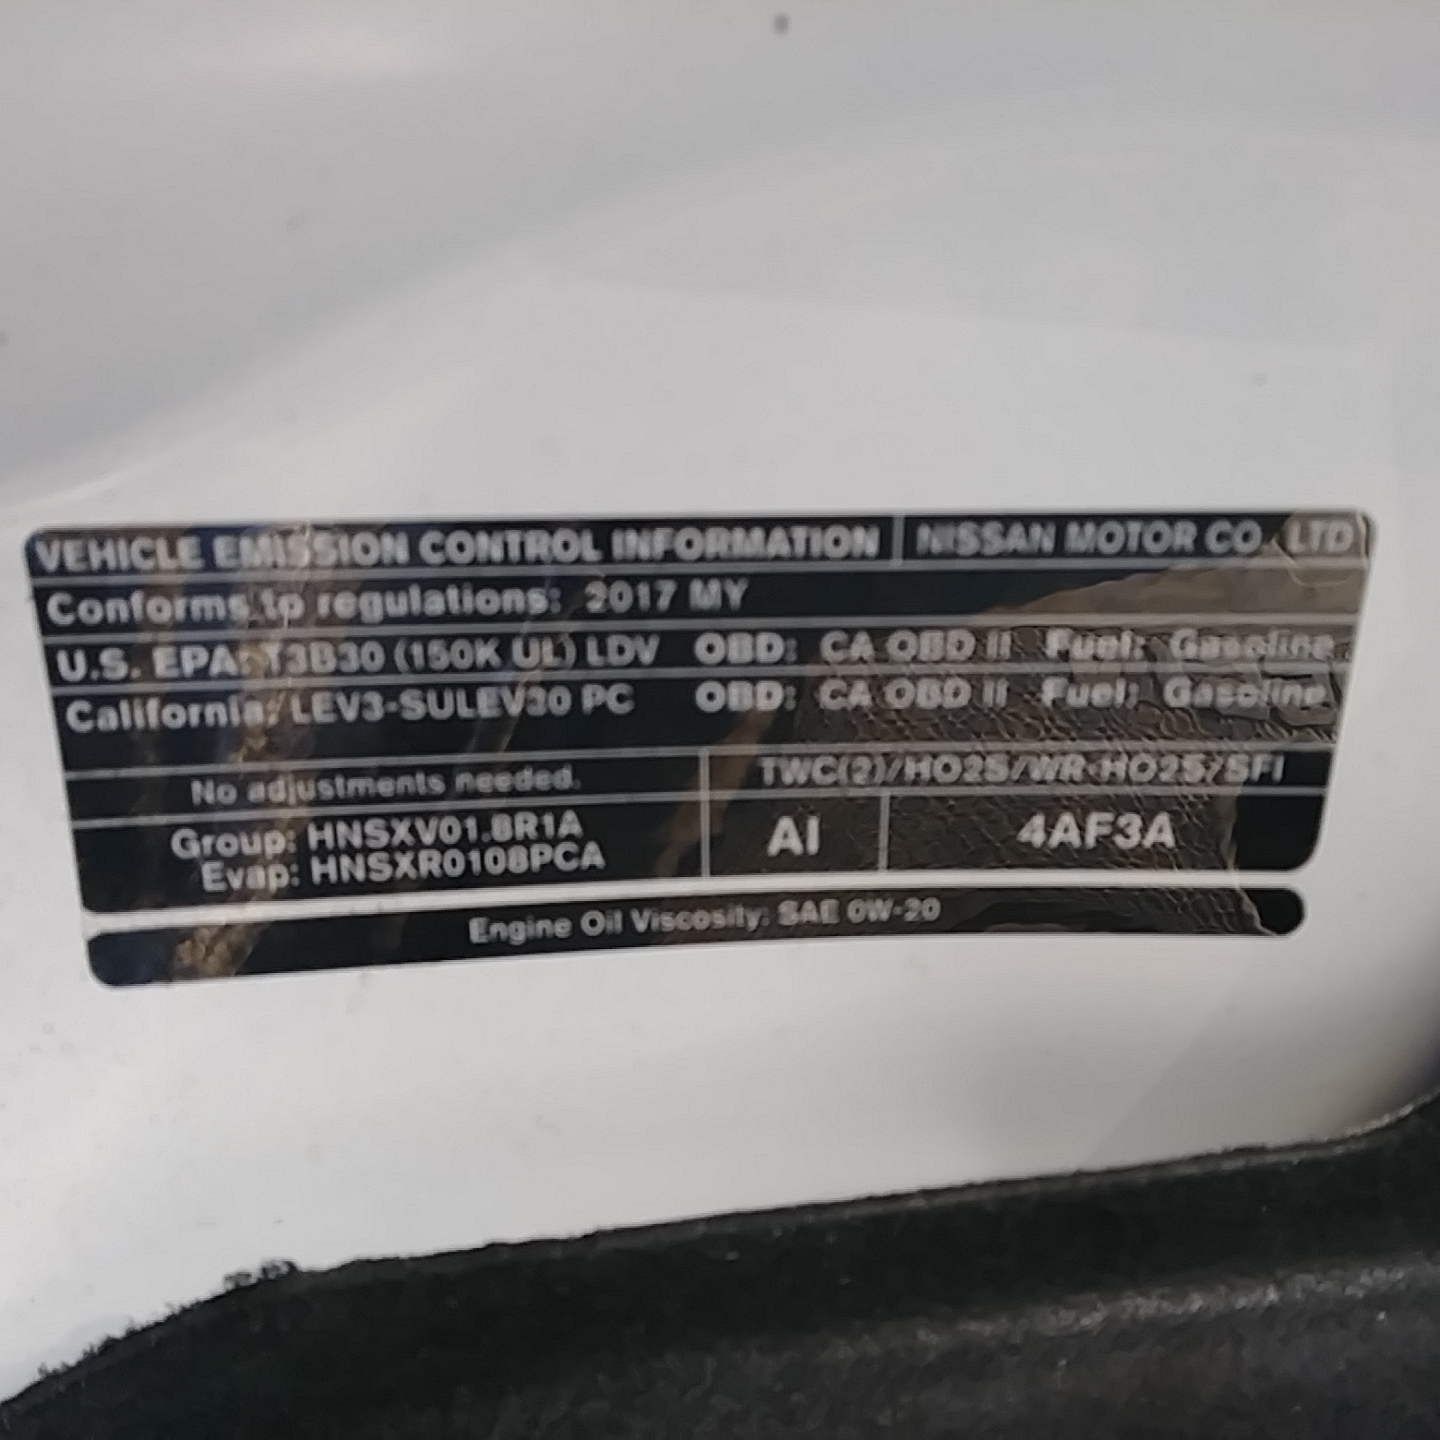 VEHICLE EMISSION CONTROL INFORMATION NISSAN MOTOR CO., LTD.
Conforms to regulations: 2017 MY
U.S. EPA: T3B30 (150K UL) LDV OBD: CA OBD II Fuel: Gasoline
California: LEV3-SULEV30 PC OBD: CA OBD II Fuel: Gasoline
No adjustments needed. TWC(2)/HO2S/WR-HO2S/SFI
Group: HNSXV01.8R1A
Evap: HNSXR0108PCA
AI 4AF3A
Engine Oil Viscosity: SAE 0W-20